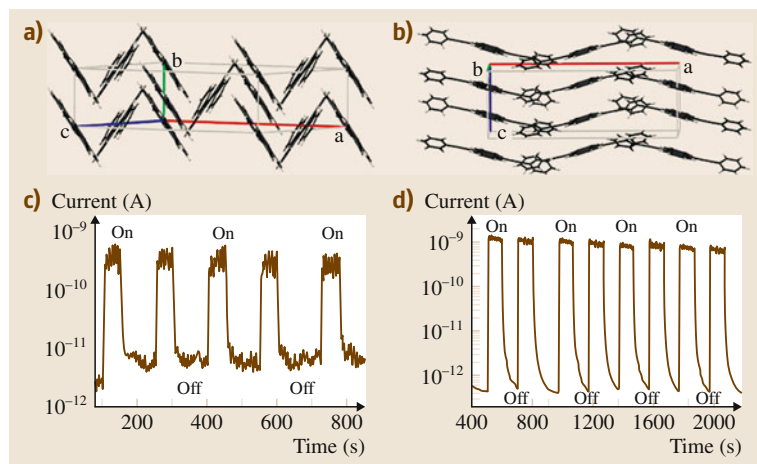 a)
b
c
a
b)
b
a
c
c) Current (A)
10⁻⁹
10⁻¹⁰
10⁻¹¹
10⁻¹²
On
On
On
Off
Off
200 400 600 800
Time (s)
d) Current (A)
10⁻⁹
10⁻¹⁰
10⁻¹¹
10⁻¹²
On
On
On
On
Off
Off
Off
Off
400 800 1200 1600 2000
Time (s)